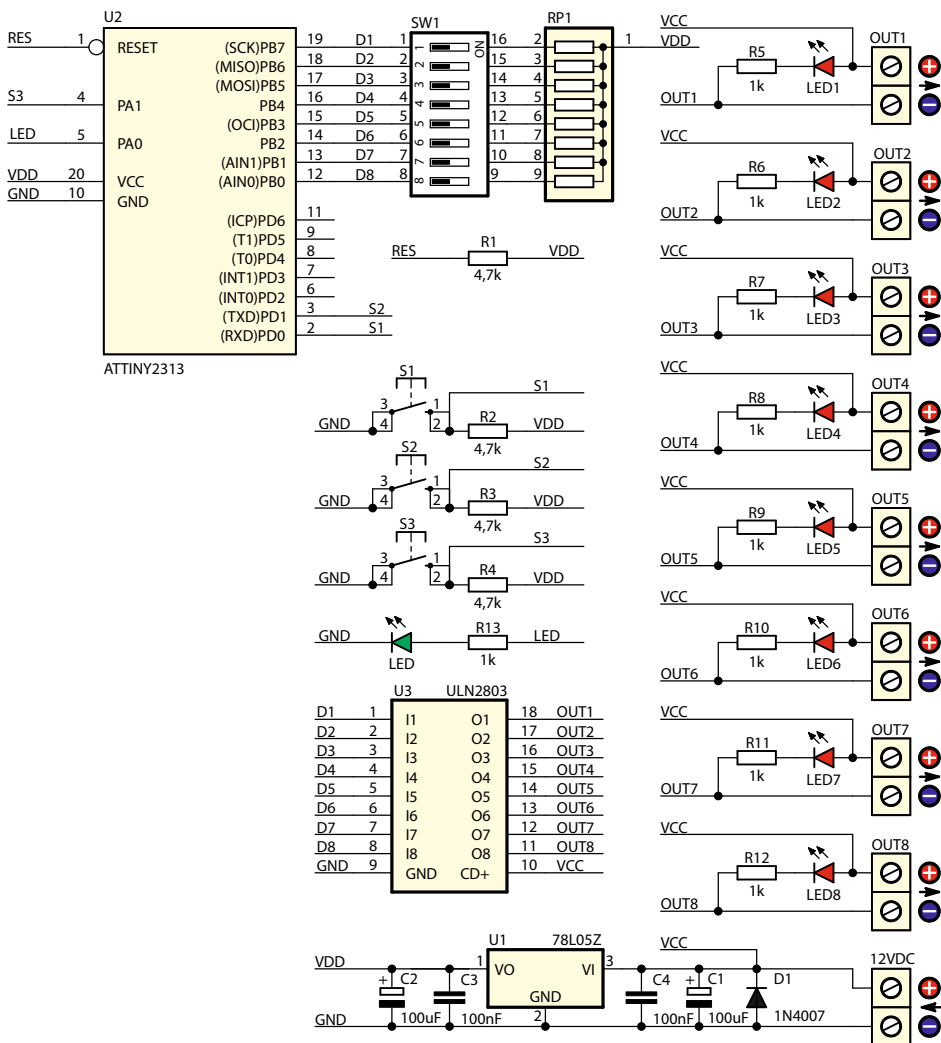 U2
RES 1 RESET (SCK)PB7 19 D1
(MISO)PB6 18 D2
(MOSI)PB5 17 D3
S3 4 PA1 PB4 16 D4
(OCI)PB3 15 D5
LED 5 PA0 PB2 14 D6
(AIN1)PB1 13 D7
VDD 20 VCC (AIN0)PB0 12 D8
GND 10 GND
(ICP)PD6 11
(T1)PD5 9
(T0)PD4 8
(INT1)PD3 7
(INT0)PD2 6
(TXD)PD1 3 S2
(RXD)PD0 2 S1
ATTINY2313
SW1
ON
1 1 16
2 2 15
3 3 14
4 4 13
5 5 12
6 6 11
7 7 10
8 8 9
RP1
2 1 VDD
3
4
5
6
7
8
9
RES R1 VDD
4,7k
S1
3 1 S1
GND 4 2 R2 VDD
4,7k
S2
3 1 S2
GND 4 2 R3 VDD
4,7k
S3
3 1 S3
GND 4 2 R4 VDD
4,7k
GND R13 LED
LED 1k
U3 ULN2803
D1 1 I1 O1 18 OUT1
D2 2 I2 O2 17 OUT2
D3 3 I3 O3 16 OUT3
D4 4 I4 O4 15 OUT4
D5 5 I5 O5 14 OUT5
D6 6 I6 O6 13 OUT6
D7 7 I7 O7 12 OUT7
D8 8 I8 O8 11 OUT8
GND 9 GND CD+ 10 VCC
VCC OUT1
R5 +
1k LED1
OUT1 −
VCC OUT2
R6 +
1k LED2
OUT2 −
VCC OUT3
R7 +
1k LED3
OUT3 −
VCC OUT4
R8 +
1k LED4
OUT4 −
VCC OUT5
R9 +
1k LED5
OUT5 −
VCC OUT6
R10 +
1k LED6
OUT6 −
VCC OUT7
R11 +
1k LED7
OUT7 −
VCC OUT8
R12 +
1k LED8
OUT8 −
U1 78L05Z VCC 12VDC
VDD 1 VO VI 3
+ C2 C3 GND C4 + C1 D1 +
GND 100uF 100nF 2 100nF 100uF 1N4007 −